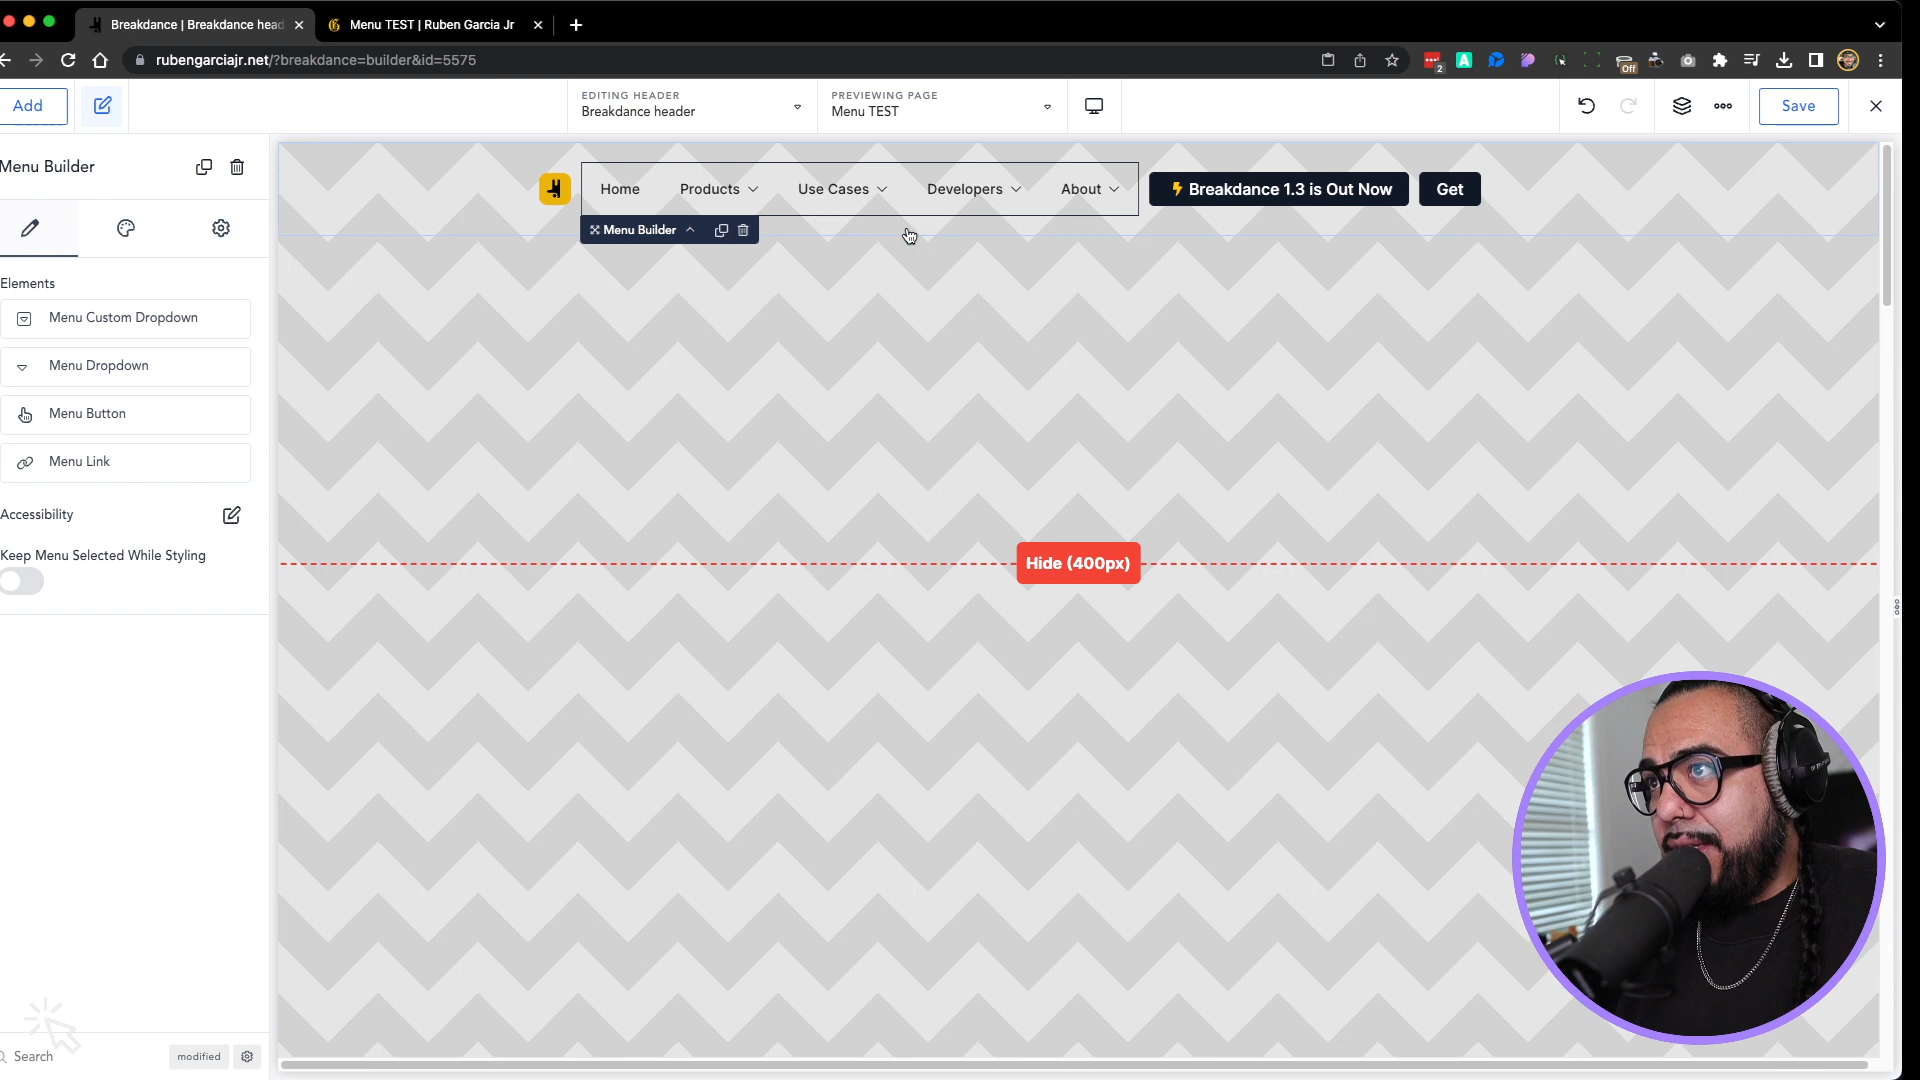 Breakdance | Breakdance head
Menu TEST | Ruben Garcia Jr
rubengarciajr.net/?breakdance=builder&id=5575
2
Off
Add
EDITING HEADER
Breakdance header
PREVIEWING PAGE
Menu TEST
Save
Menu Builder
Elements
Menu Custom Dropdown
Menu Dropdown
Menu Button
Menu Link
Accessibility
Keep Menu Selected While Styling
Search
modified
Home
Products
Use Cases
Developers
About
Breakdance 1.3 is Out Now
Get
Menu Builder
Hide (400px)